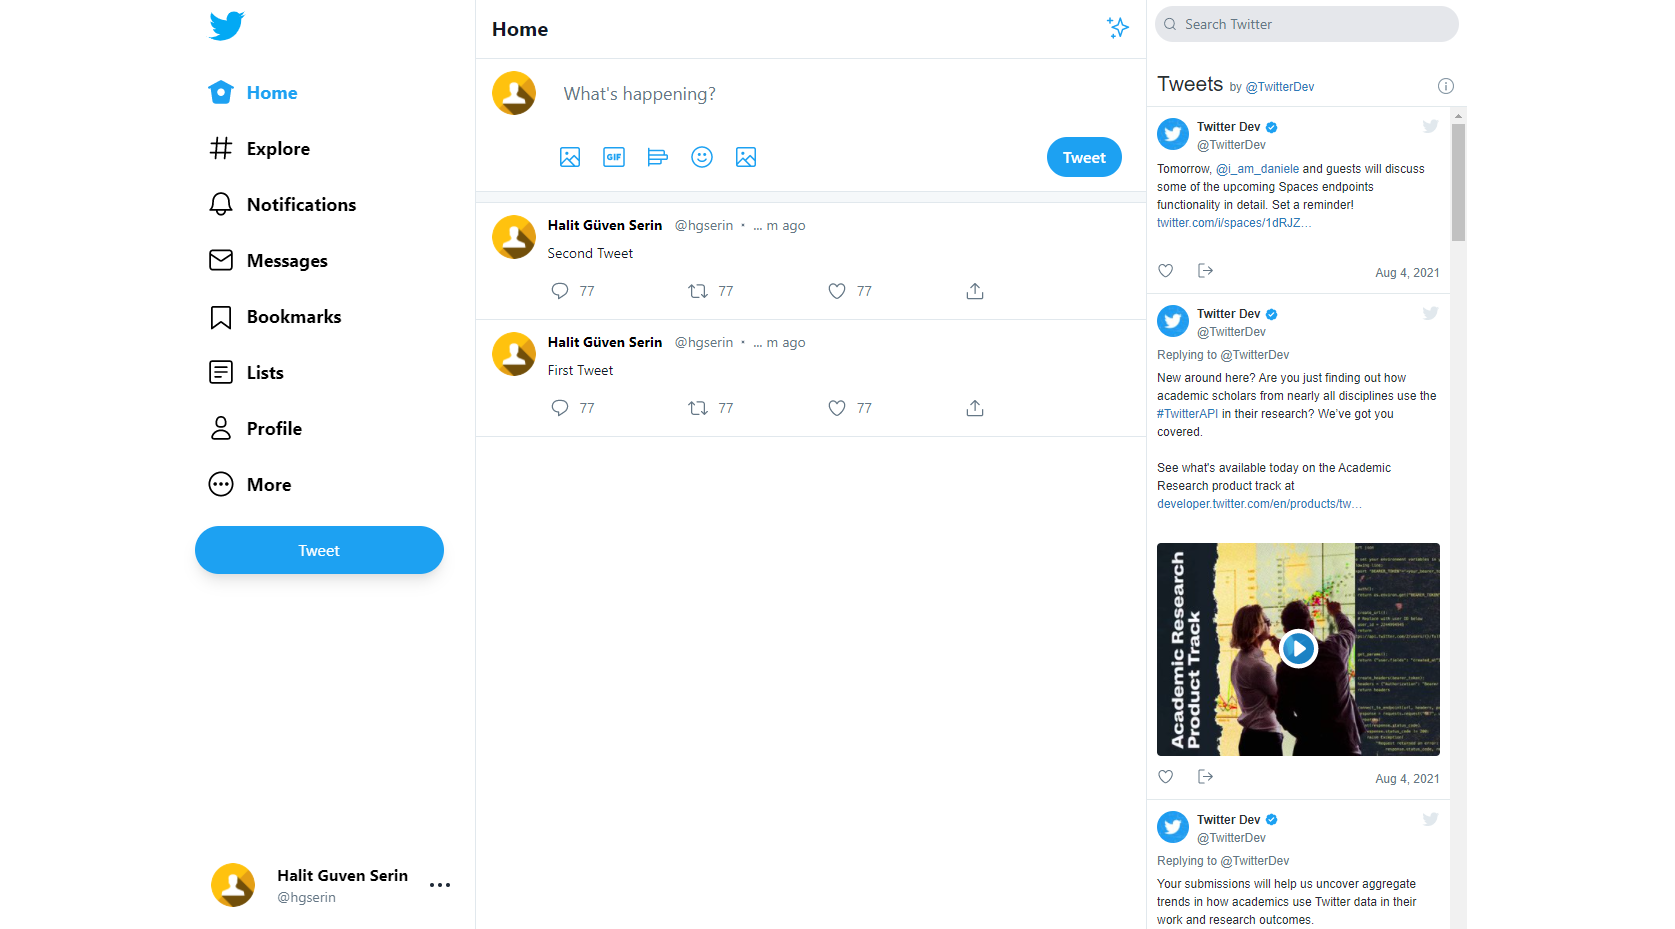 Home
Explore
Notifications
Messages
Bookmarks
Lists
Profile
More
Tweet
Halit Guven Serin
@hgserin
Home
What's happening?
GIF
Tweet
Halit Güven Serin @hgserin · ... m ago
Second Tweet
77 77 77
Halit Güven Serin @hgserin · ... m ago
First Tweet
77 77 77
Search Twitter
Tweets by @TwitterDev
Twitter Dev
@TwitterDev
Tomorrow, @i_am_daniele and guests will discuss
some of the upcoming Spaces endpoints
functionality in detail. Set a reminder!
twitter.com/i/spaces/1dRJZ…
Aug 4, 2021
Twitter Dev
@TwitterDev
Replying to @TwitterDev
New around here? Are you just finding out how
academic scholars from nearly all disciplines use the
#TwitterAPI in their research? We've got you
covered.
See what's available today on the Academic
Research product track at
developer.twitter.com/en/products/tw…
Academic Research
Product Track
Aug 4, 2021
Twitter Dev
@TwitterDev
Replying to @TwitterDev
Your submissions will help us uncover aggregate
trends in how academics use Twitter data in their
work and research outcomes.